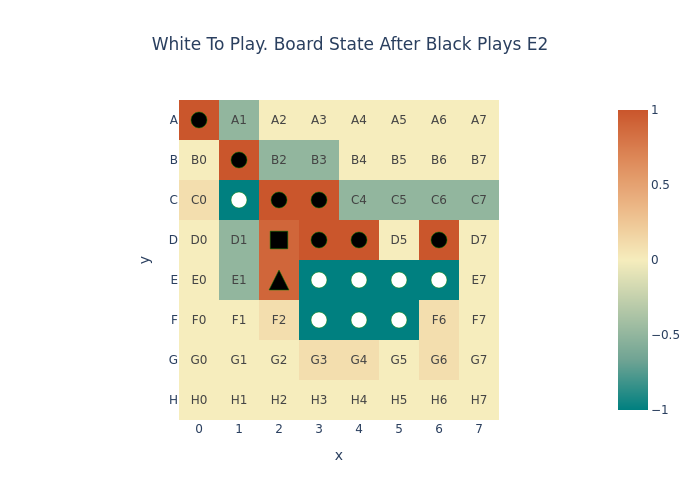 White To Play. Board State After Black Plays E2
A A1 A2 A3 A4 A5 A6 A7
B B0 B2 B3 B4 B5 B6 B7
C C0 C4 C5 C6 C7
D D0 D1 D5 D7
E E0 E1 E7
F F0 F1 F2 F6 F7
G G0 G1 G2 G3 G4 G5 G6 G7
H H0 H1 H2 H3 H4 H5 H6 H7
0 1 2 3 4 5 6 7
x
y
1
0.5
0
−0.5
−1